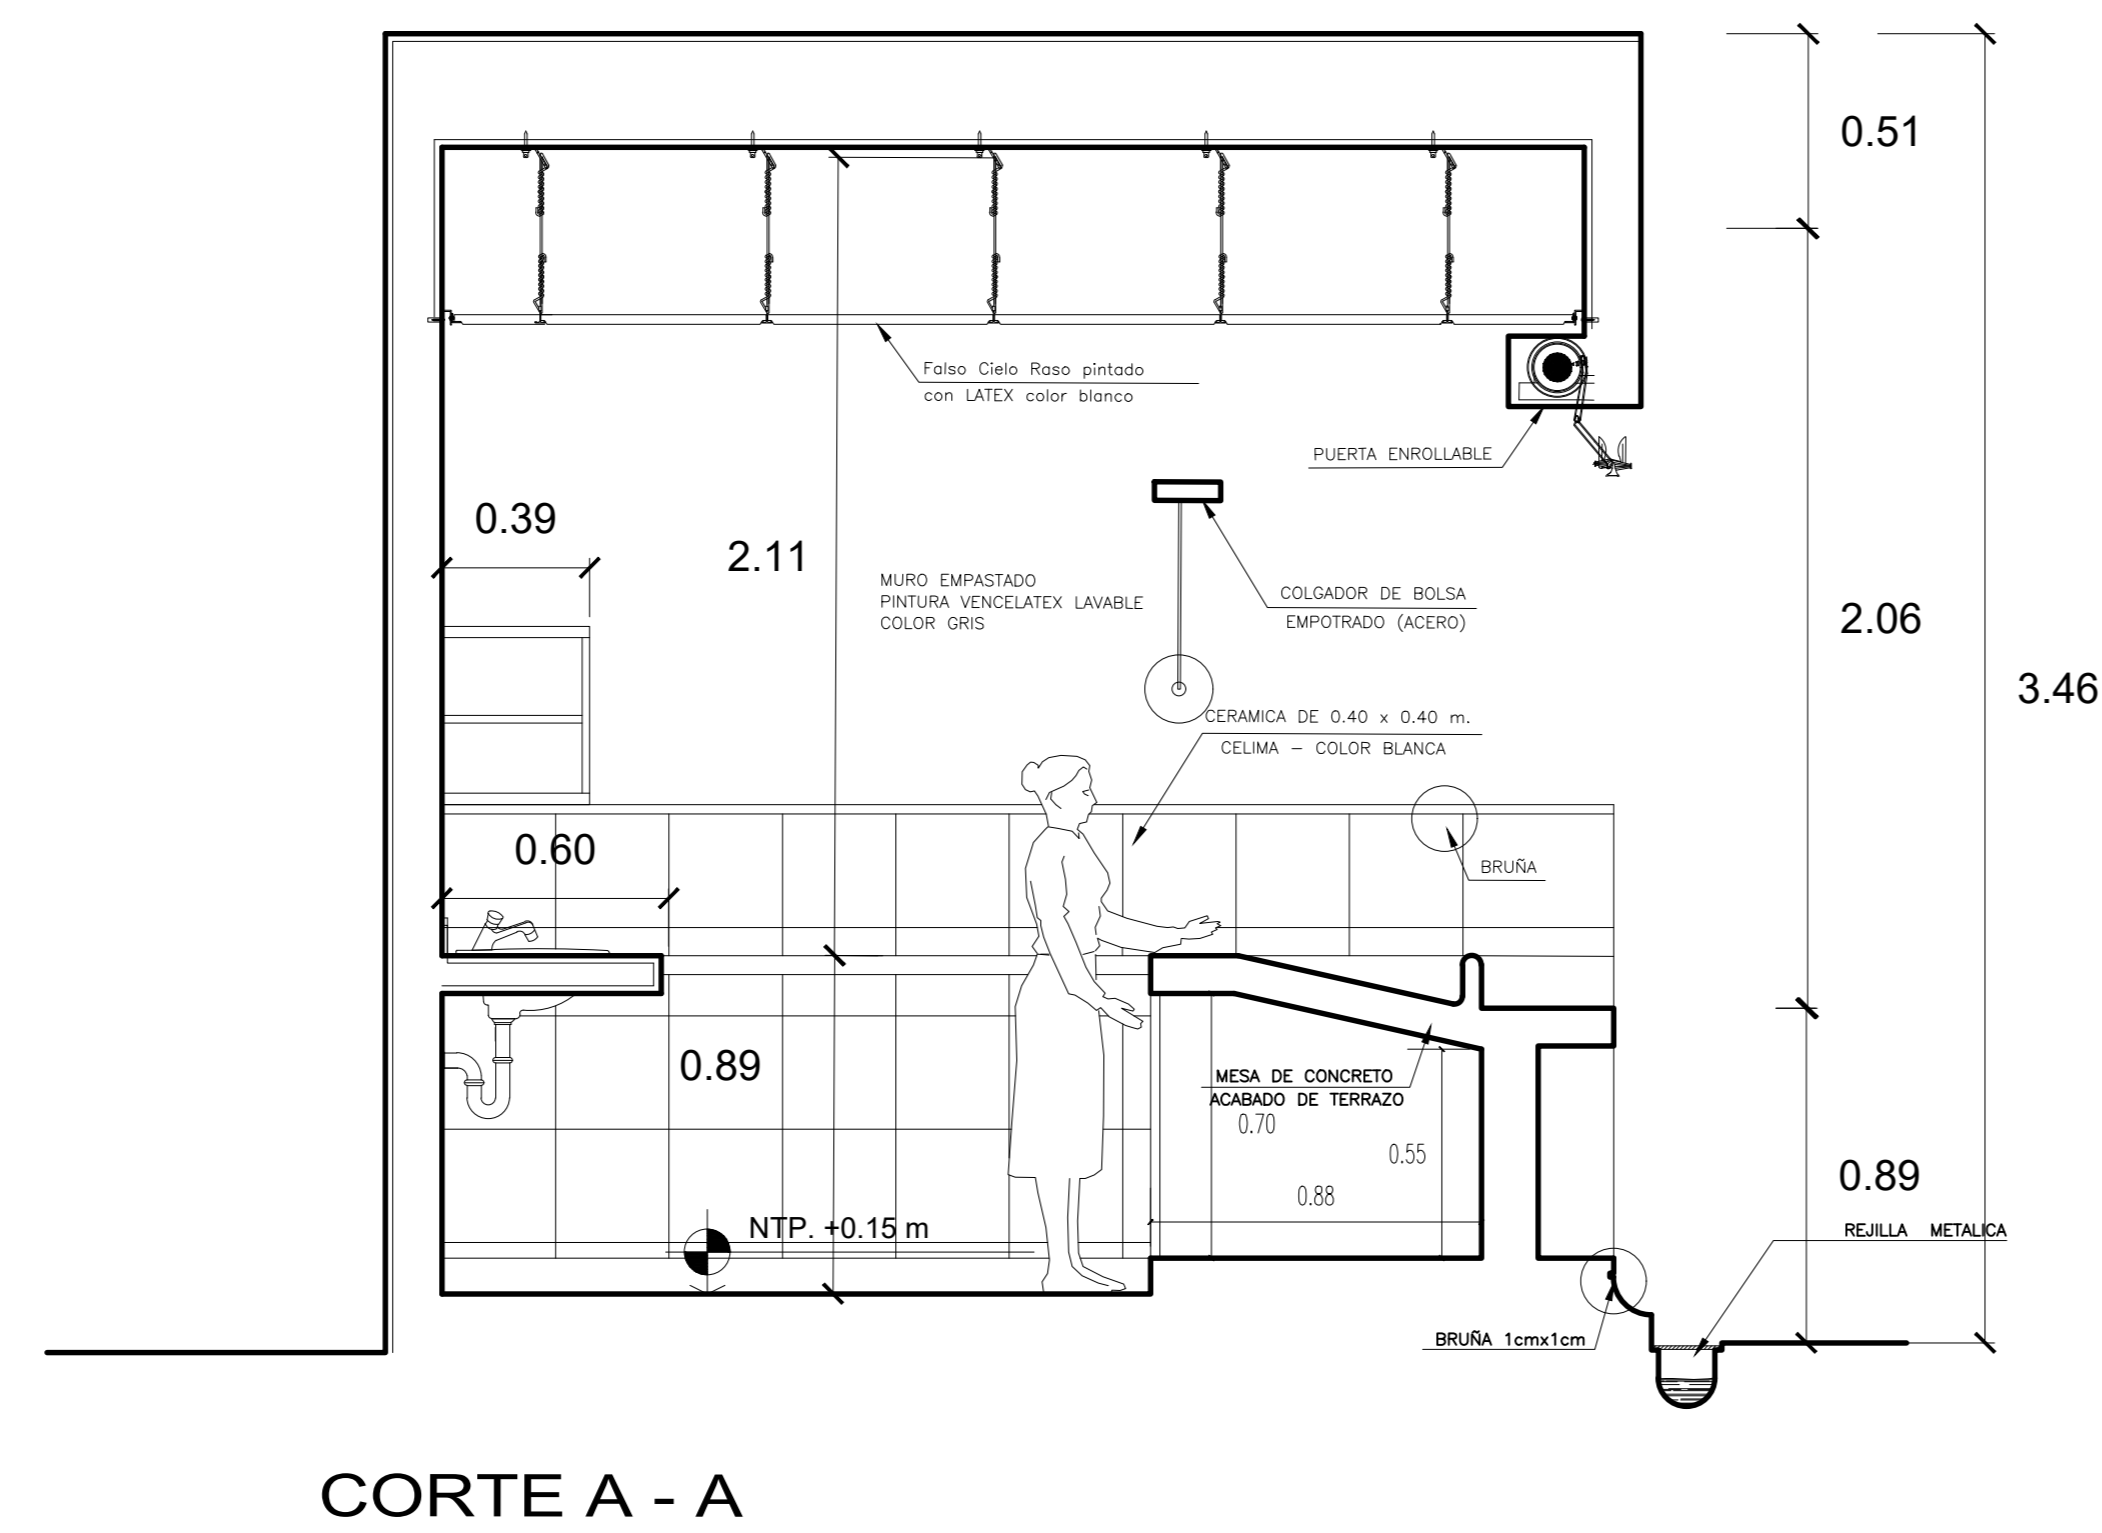 0.51
Falso Cielo Raso pintado
con LATEX color blanco
PUERTA ENROLLABLE
0.39
2.11
MURO EMPASTADO
PINTURA VENCELATEX LAVABLE
COLOR GRIS
COLGADOR DE BOLSA
EMPOTRADO (ACERO)
2.06
3.46
CERAMICA DE 0.40 x 0.40 m.
CELIMA - COLOR BLANCA
0.60
BRUÑA
0.89
MESA DE CONCRETO
ACABADO DE TERRAZO
0.70
0.55
0.88
0.89
NTP. +0.15 m
REJILLA METALICA
BRUÑA 1cmx1cm
CORTE A - A